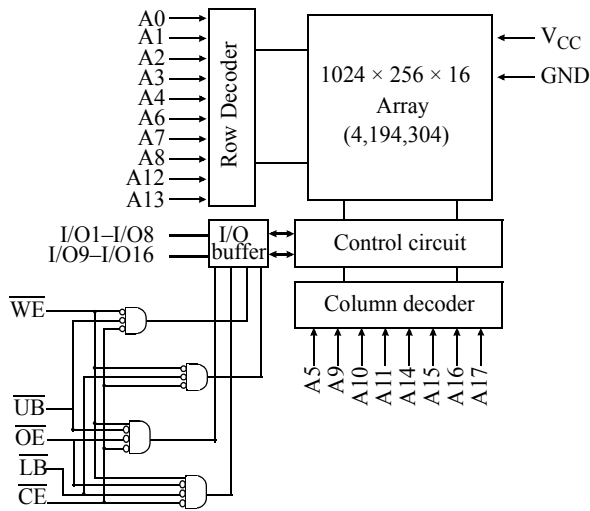 A0
A1
A2
A3
A4
A6
A7
A8
A12
A13
Row Decoder
1024 × 256 × 16
Array
(4,194,304)
VCC
GND
I/O1–I/O8
I/O9–I/O16
I/O
buffer
Control circuit
Column decoder
A5
A9
A10
A11
A14
A15
A16
A17
WE
UB
OE
LB
CE